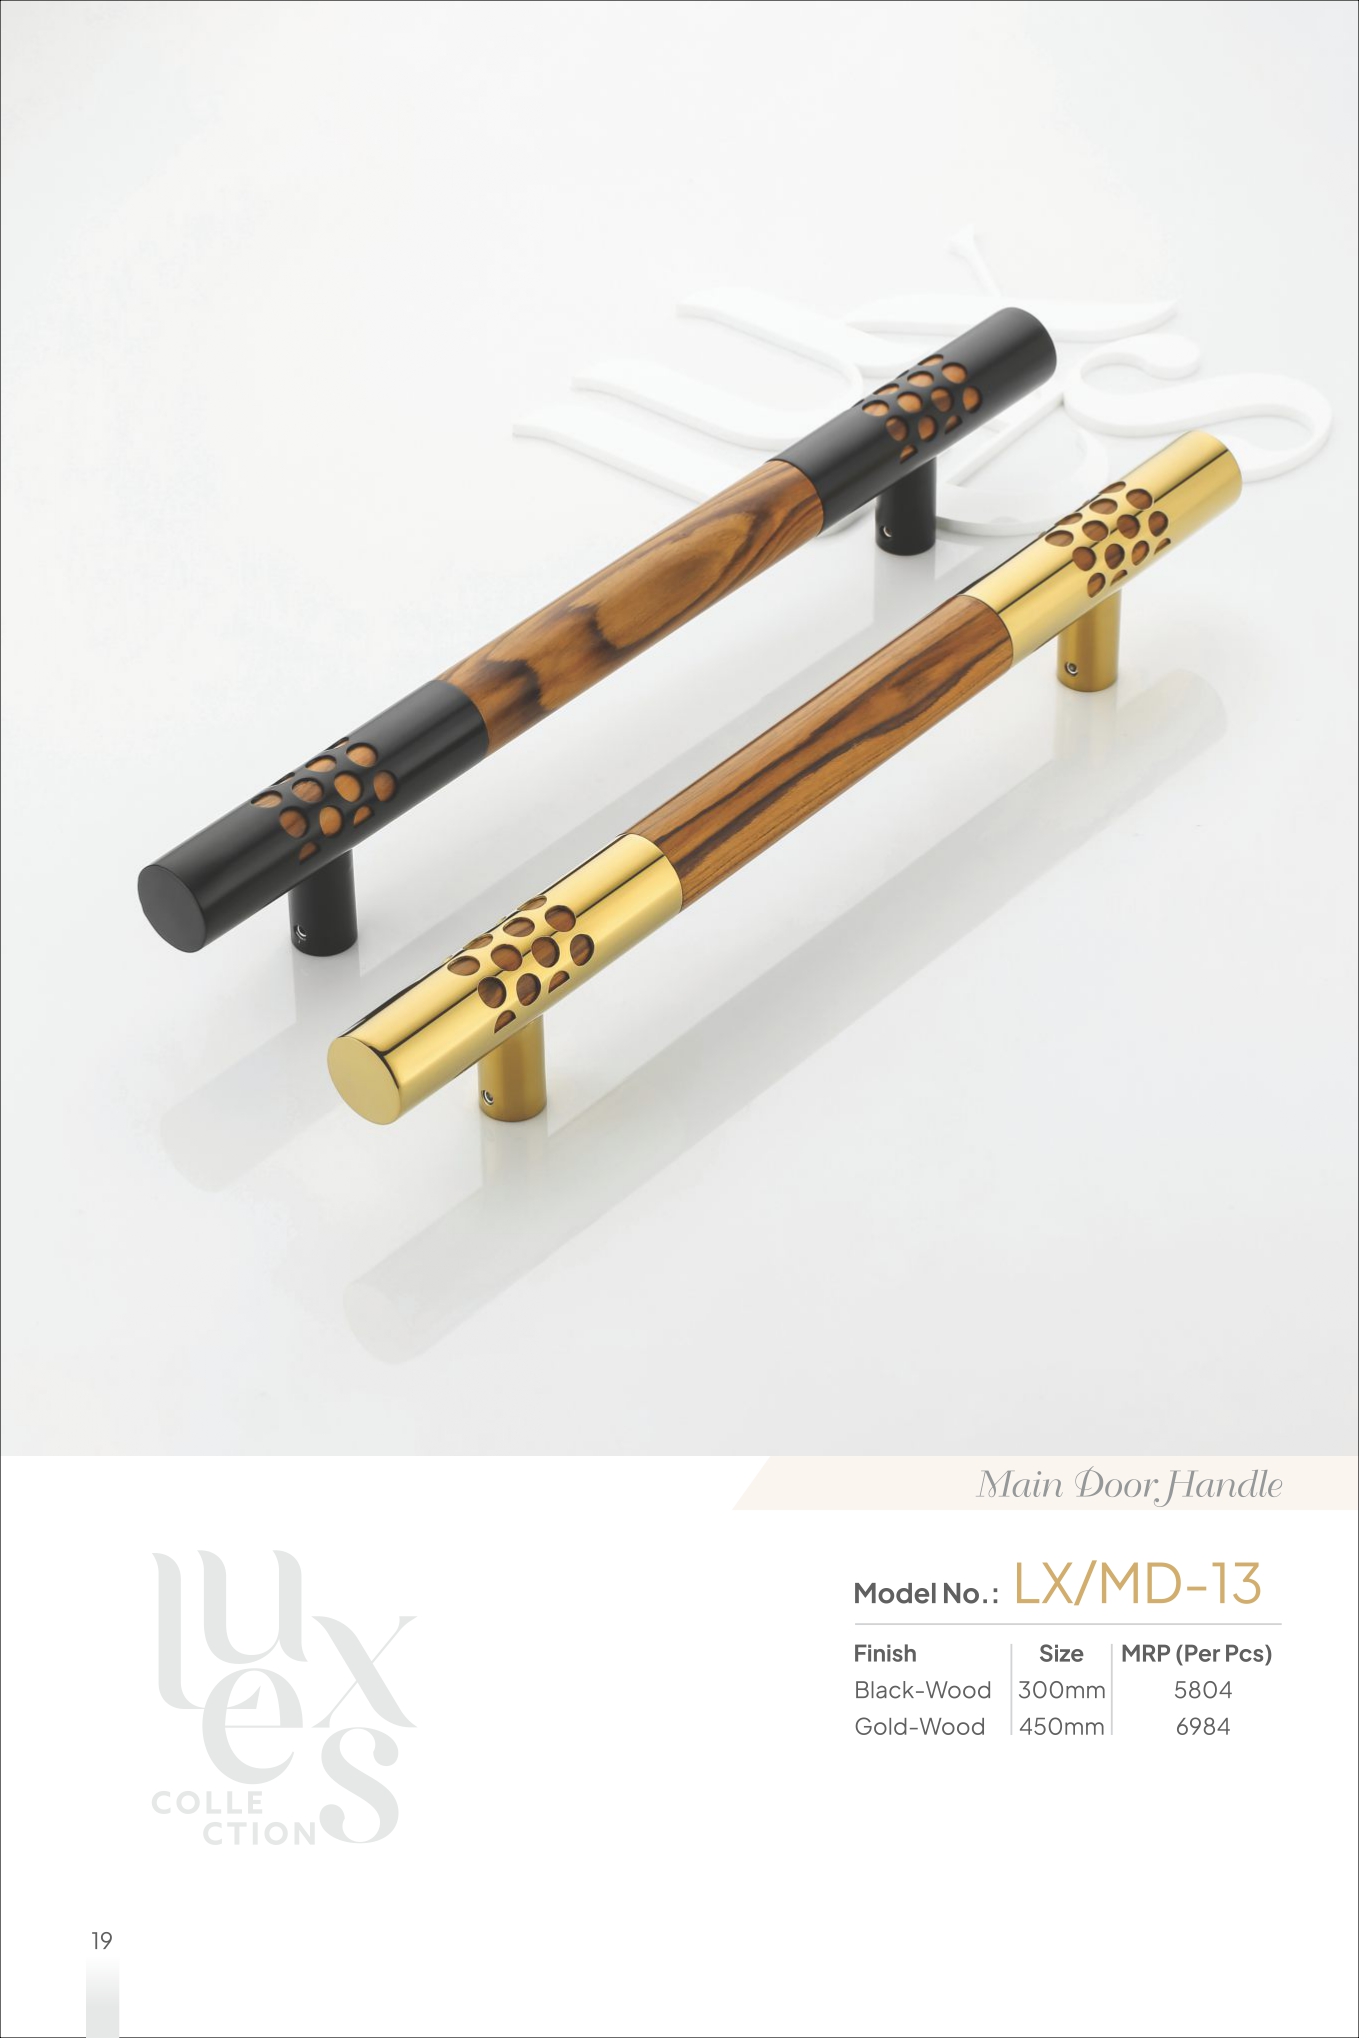 Main Door Handle
Model No.: LX/MD-13
Finish Size MRP (Per Pcs)
Black-Wood 300mm 5804
Gold-Wood 450mm 6984
luxes
COLLE
CTION
19